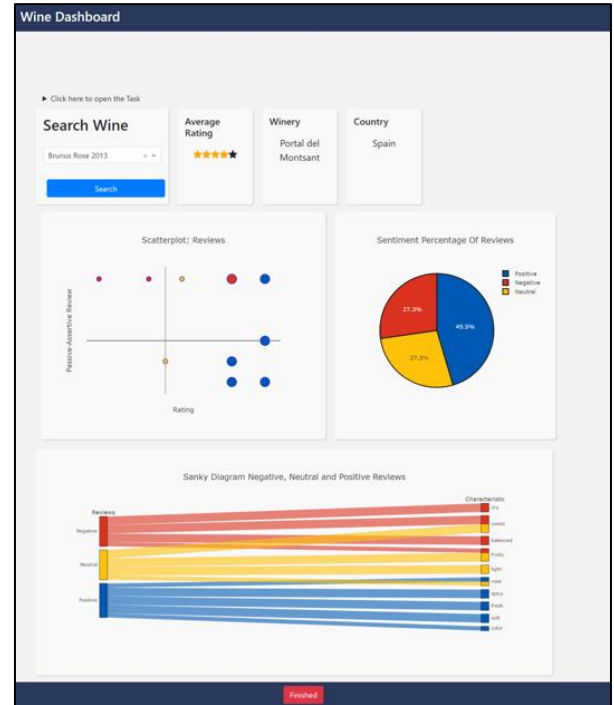 Wine Dashboard
▶ Click here to open the Task
Search Wine
Brunus Rose 2013
Search
Average
Rating
Winery
Portal del
Montsant
Country
Spain
Scatterplot: Reviews
Passive-Assertive Review
Rating
Sentiment Percentage Of Reviews
Positive
Negative
Neutral
27.3%
45.5%
27.3%
Sanky Diagram Negative, Neutral and Positive Reviews
Reviews
Characteristic
Negative
Neutral
Positive
dry
sweet
balanced
fruity
light
rose
spicy
fresh
soft
Finished